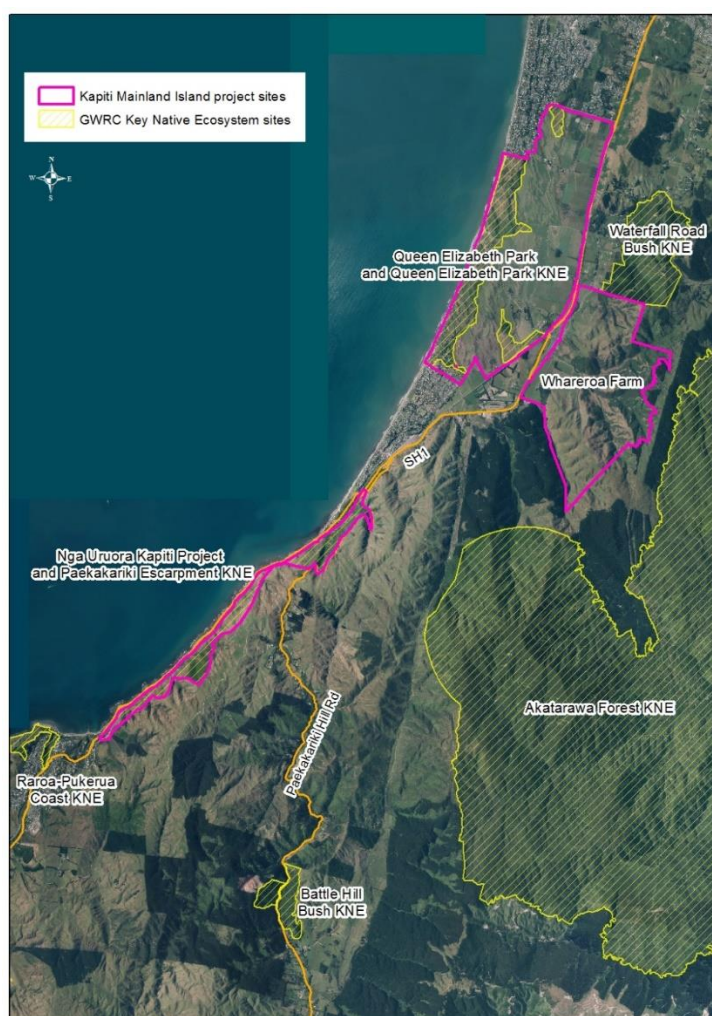 Kapiti Mainland Island project sites
GWRC Key Native Ecosystem sites
N
W E
S
Waterfall Road
Bush KNE
Queen Elizabeth Park
and Queen Elizabeth Park KNE
Whareroa Farm
SH1
Nga Uruora Kapiti Project
and Paekakariki Escarpment KNE
Akatarawa Forest KNE
Paekakariki Hill Rd
Raroa-Pukerua
Coast KNE
Battle Hill
Bush KNE